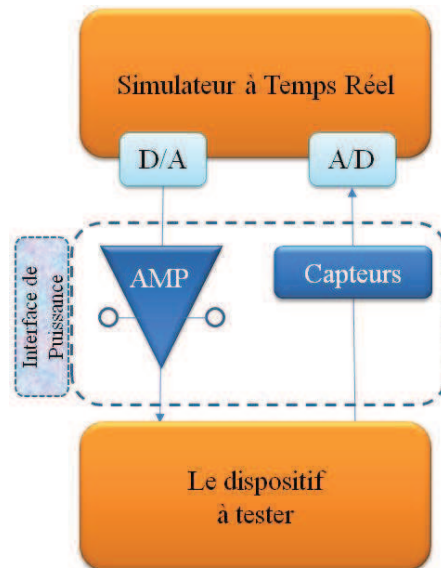 Simulateur à Temps Réel
D/A
A/D
Interface de
Puissance
AMP
Capteurs
Le dispositif
à tester